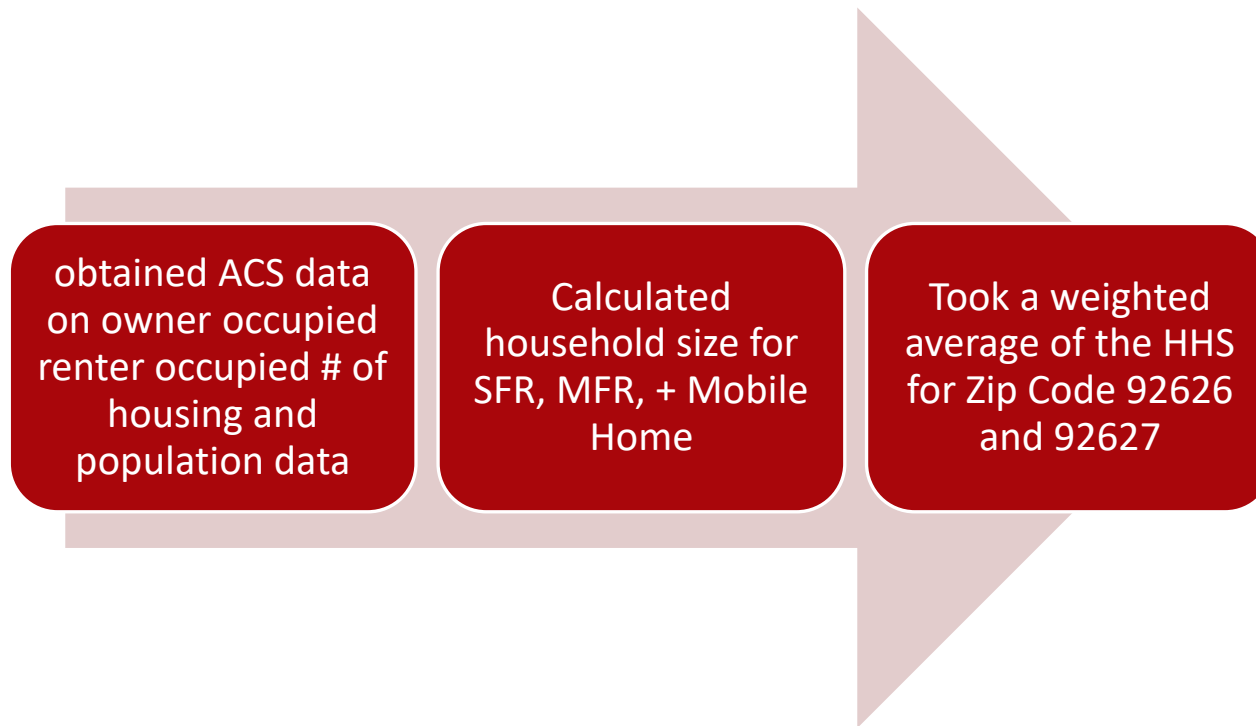 obtained ACS data
on owner occupied
renter occupied # of
housing and
population data
Calculated
household size for
SFR, MFR, + Mobile
Home
Took a weighted
average of the HHS
for Zip Code 92626
and 92627